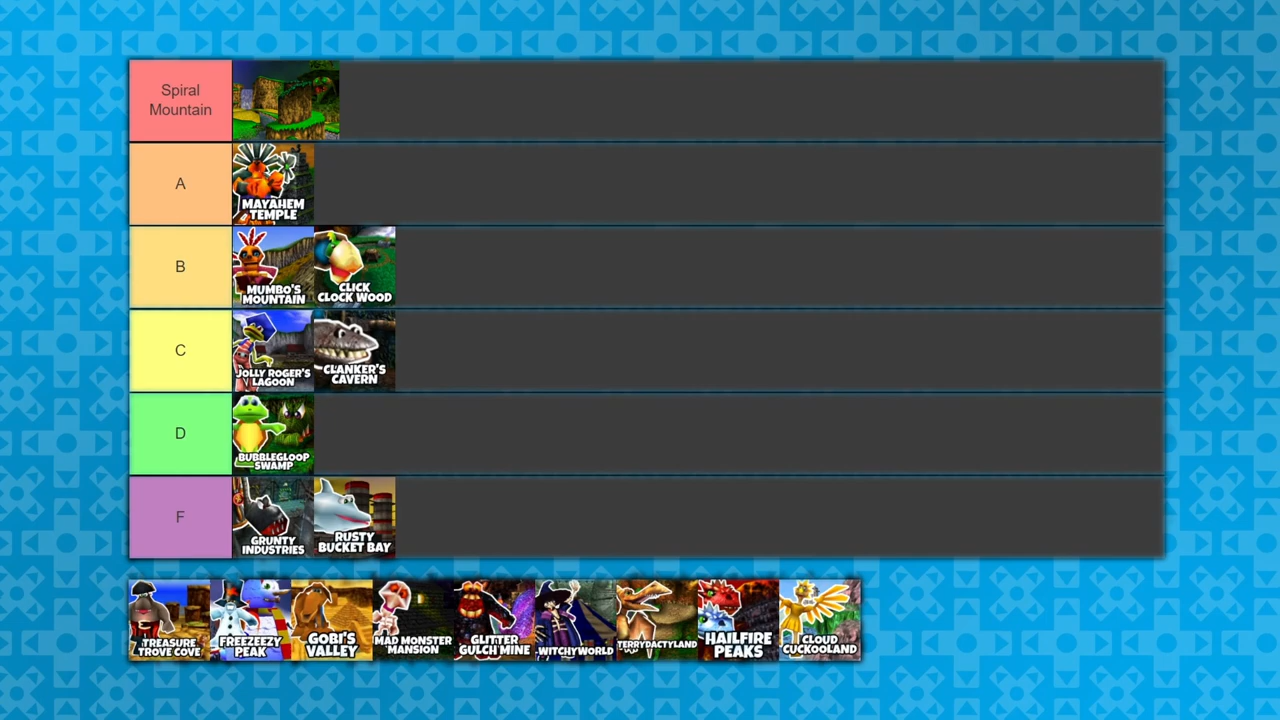 Spiral
Mountain
A
MAYAHEM
TEMPLE
B
MUMBO'S
MOUNTAIN
CLICK
CLOCK WOOD
C
JOLLY ROGER'S
LAGOON
CLANKER'S
CAVERN
D
BUBBLEGLOOP
SWAMP
F
GRUNTY
INDUSTRIES
RUSTY
BUCKET BAY
TREASURE
TROVE COVE
FREEZEEZY
PEAK
GOBI'S
VALLEY
MAD MONSTER
MANSION
GLITTER
GULCH MINE
WITCHYWORLD
TERRYDACTYLAND
HAILFIRE
PEAKS
CLOUD
CUCKOOLAND